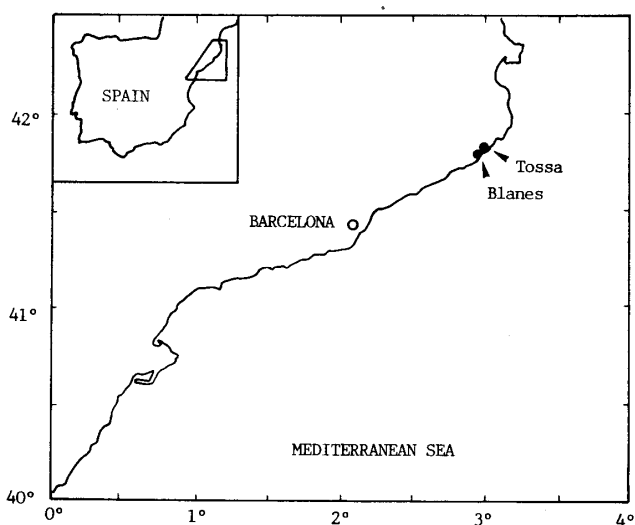 SPAIN
42°
Tossa
Blanes
BARCELONA
41°
MEDITERRANEAN SEA
40°
0° 1° 2° 3° 4°